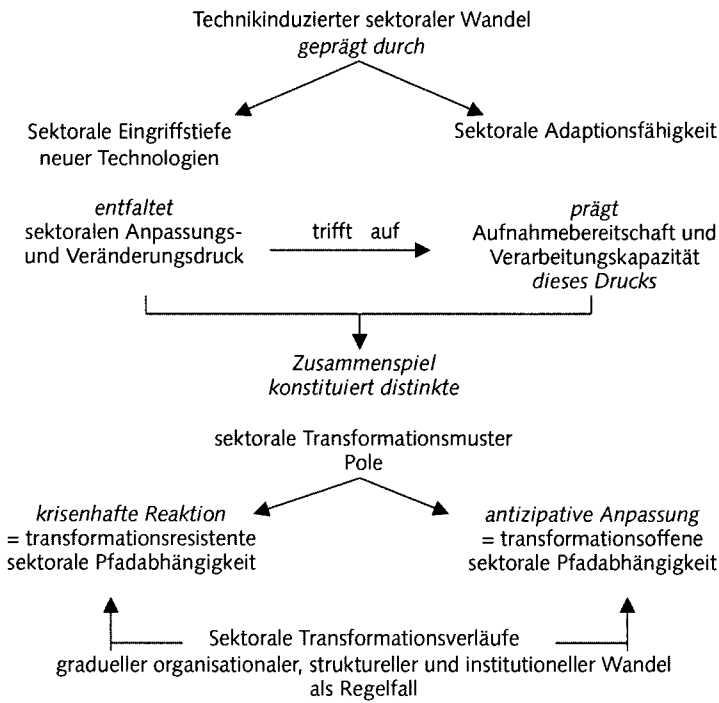 Technikinduzierter sektoraler Wandel
geprägt durch
Sektorale Eingriffstiefe
neuer Technologien
Sektorale Adaptionsfähigkeit
entfaltet
sektoralen Anpassungs-
und Veränderungsdruck
trifft auf
prägt
Aufnahmebereitschaft und
Verarbeitungskapazität
dieses Drucks
Zusammenspiel
konstituiert distinkte
sektorale Transformationsmuster
Pole
krisenhafte Reaktion
= transformationsresistente
sektorale Pfadabhängigkeit
antizipative Anpassung
= transformationsoffene
sektorale Pfadabhängigkeit
Sektorale Transformationsverläufe
gradueller organisationaler, struktureller und institutioneller Wandel
als Regelfall